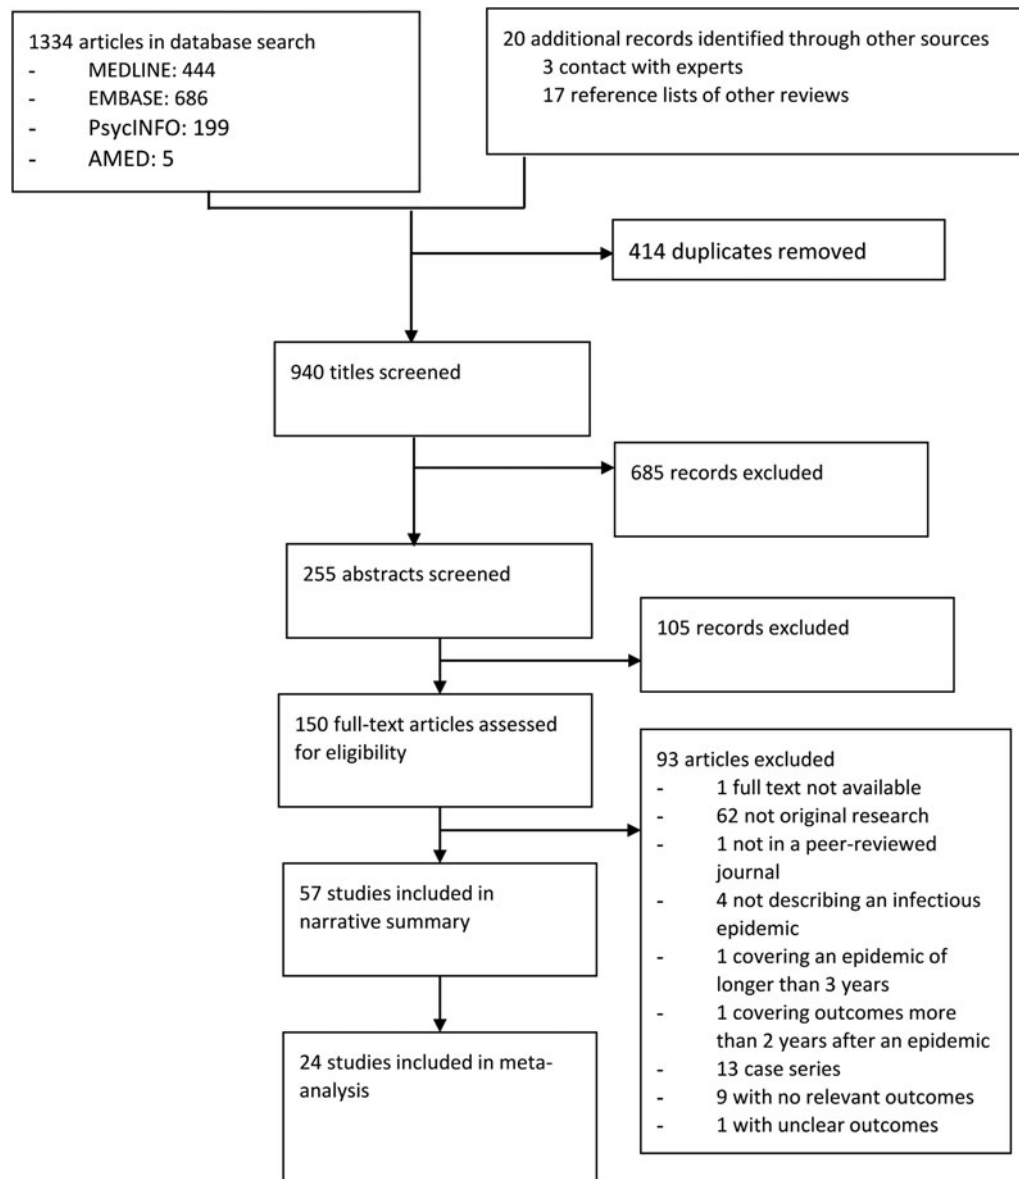 1334 articles in database search
- MEDLINE: 444
- EMBASE: 686
- PsycINFO: 199
- AMED: 5
20 additional records identified through other sources
3 contact with experts
17 reference lists of other reviews
414 duplicates removed
940 titles screened
685 records excluded
255 abstracts screened
105 records excluded
150 full-text articles assessed
for eligibility
93 articles excluded
- 1 full text not available
- 62 not original research
- 1 not in a peer-reviewed
journal
- 4 not describing an infectious
epidemic
- 1 covering an epidemic of
longer than 3 years
- 1 covering outcomes more
than 2 years after an epidemic
- 13 case series
- 9 with no relevant outcomes
- 1 with unclear outcomes
57 studies included in
narrative summary
24 studies included in meta-
analysis